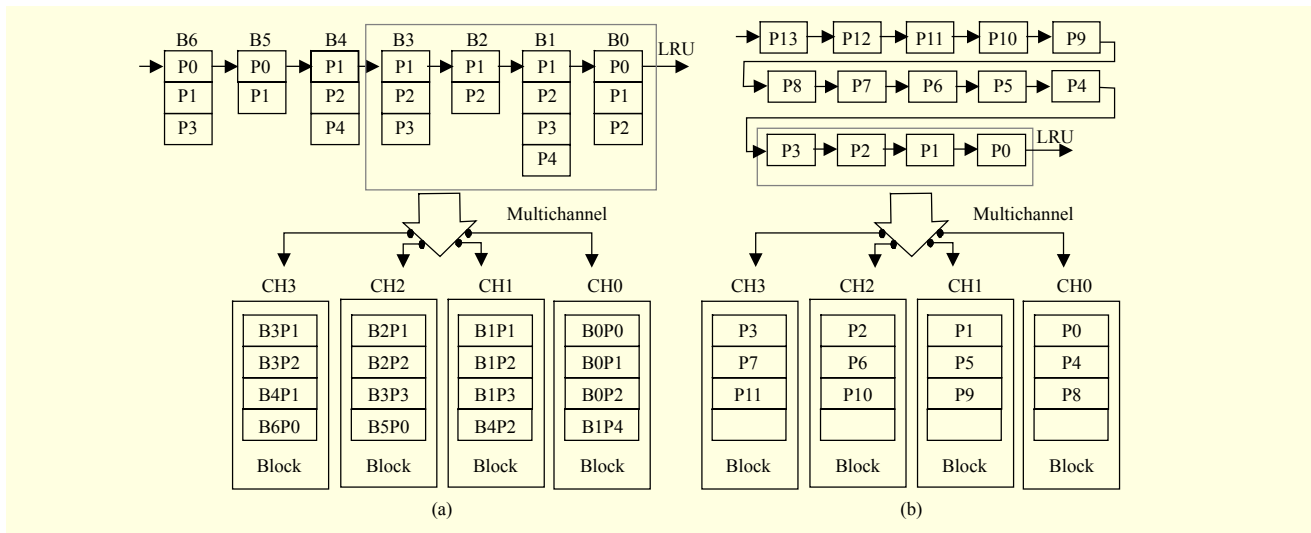 B6 B5 B4 B3 B2 B1 B0 LRU
P0 P0 P1 P1 P1 P1 P0
P1 P1 P2 P2 P2 P2 P1
P3 P4 P3 P3 P2
P4
Multichannel
CH3 CH2 CH1 CH0
B3P1 B2P1 B1P1 B0P0
B3P2 B2P2 B1P2 B0P1
B4P1 B3P3 B1P3 B0P2
B6P0 B5P0 B4P2 B1P4
Block Block Block Block
(a)
P13 P12 P11 P10 P9
P8 P7 P6 P5 P4
P3 P2 P1 P0 LRU
Multichannel
CH3 CH2 CH1 CH0
P3 P2 P1 P0
P7 P6 P5 P4
P11 P10 P9 P8
Block Block Block Block
(b)